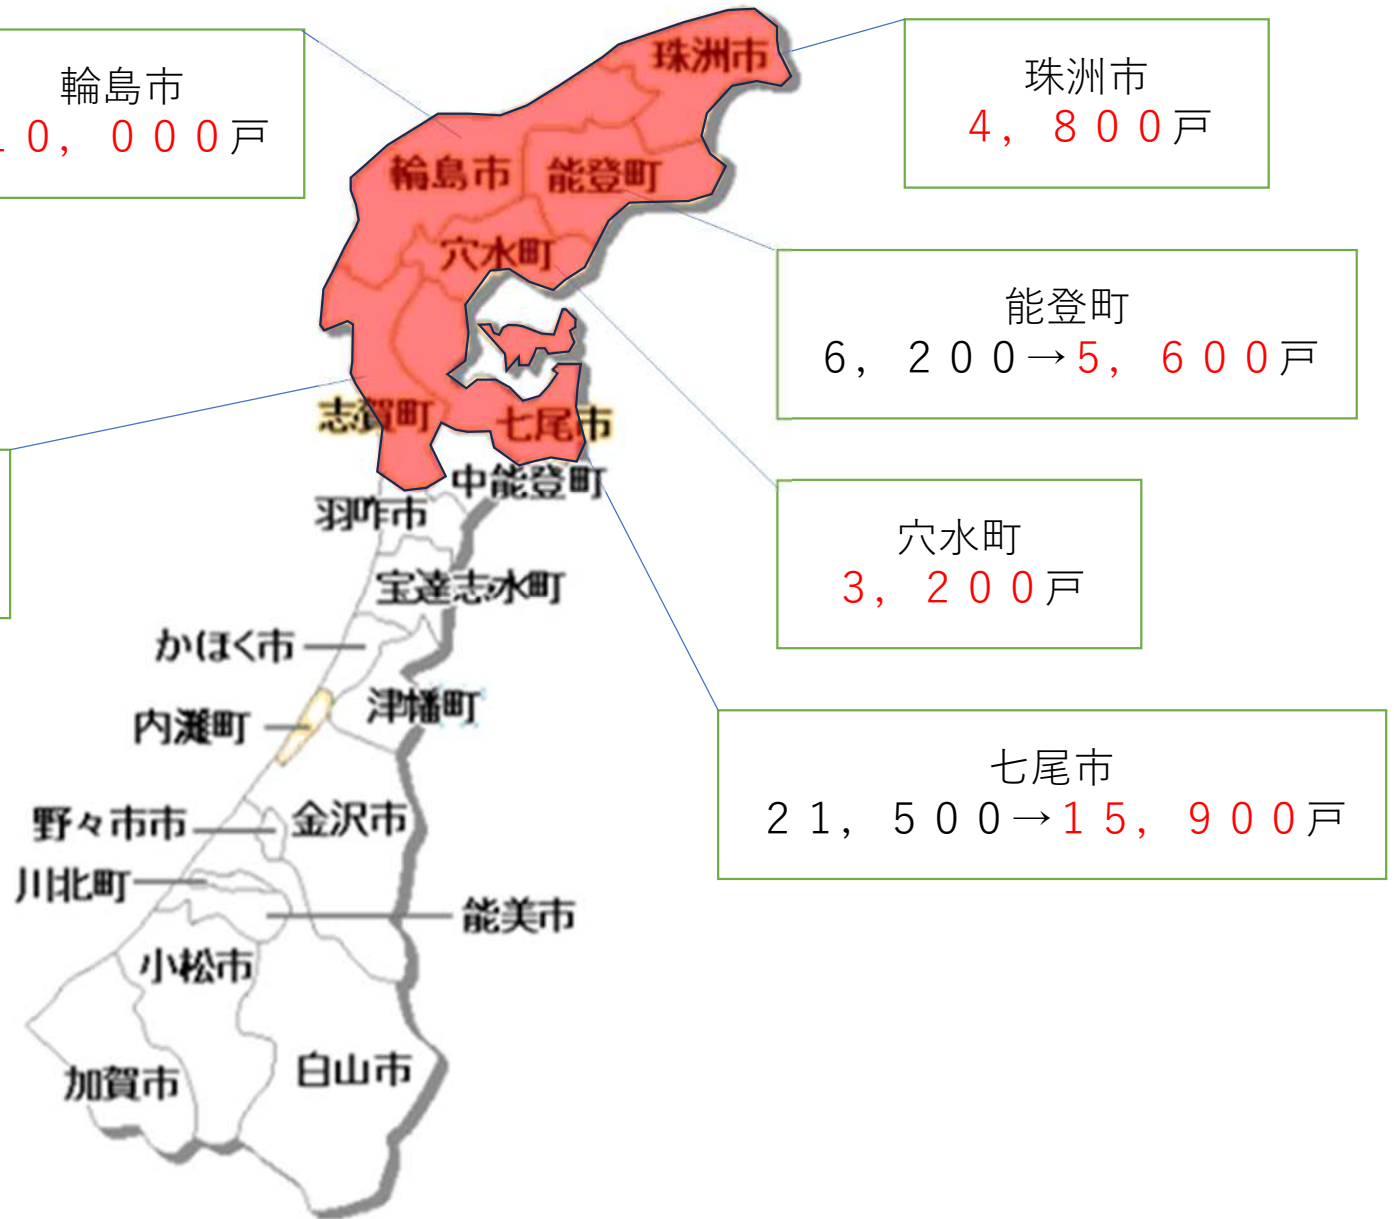 輪島市
10，000戸
珠洲市
4，800戸
能登町
6，200→5，600戸
穴水町
3，200戸
七尾市
21，500→15，900戸
珠洲市
輪島市
能登町
穴水町
志賀町
七尾市
中能登町
羽咋市
宝達志水町
かほく市
津幡町
内灘町
野々市市
金沢市
川北町
能美市
小松市
加賀市
白山市